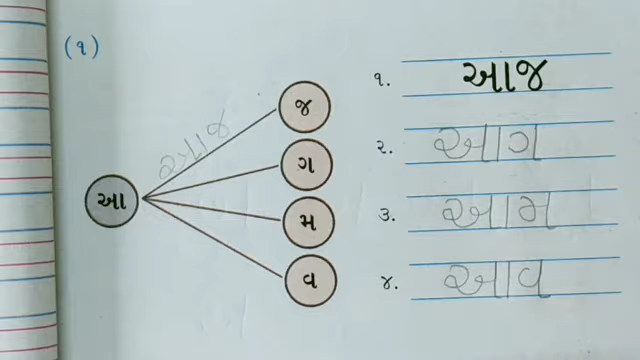 (૧)
આજ
આ
જ
ગ
મ
વ
૧. આજ
૨. આગ
૩. આમ
૪. આવ